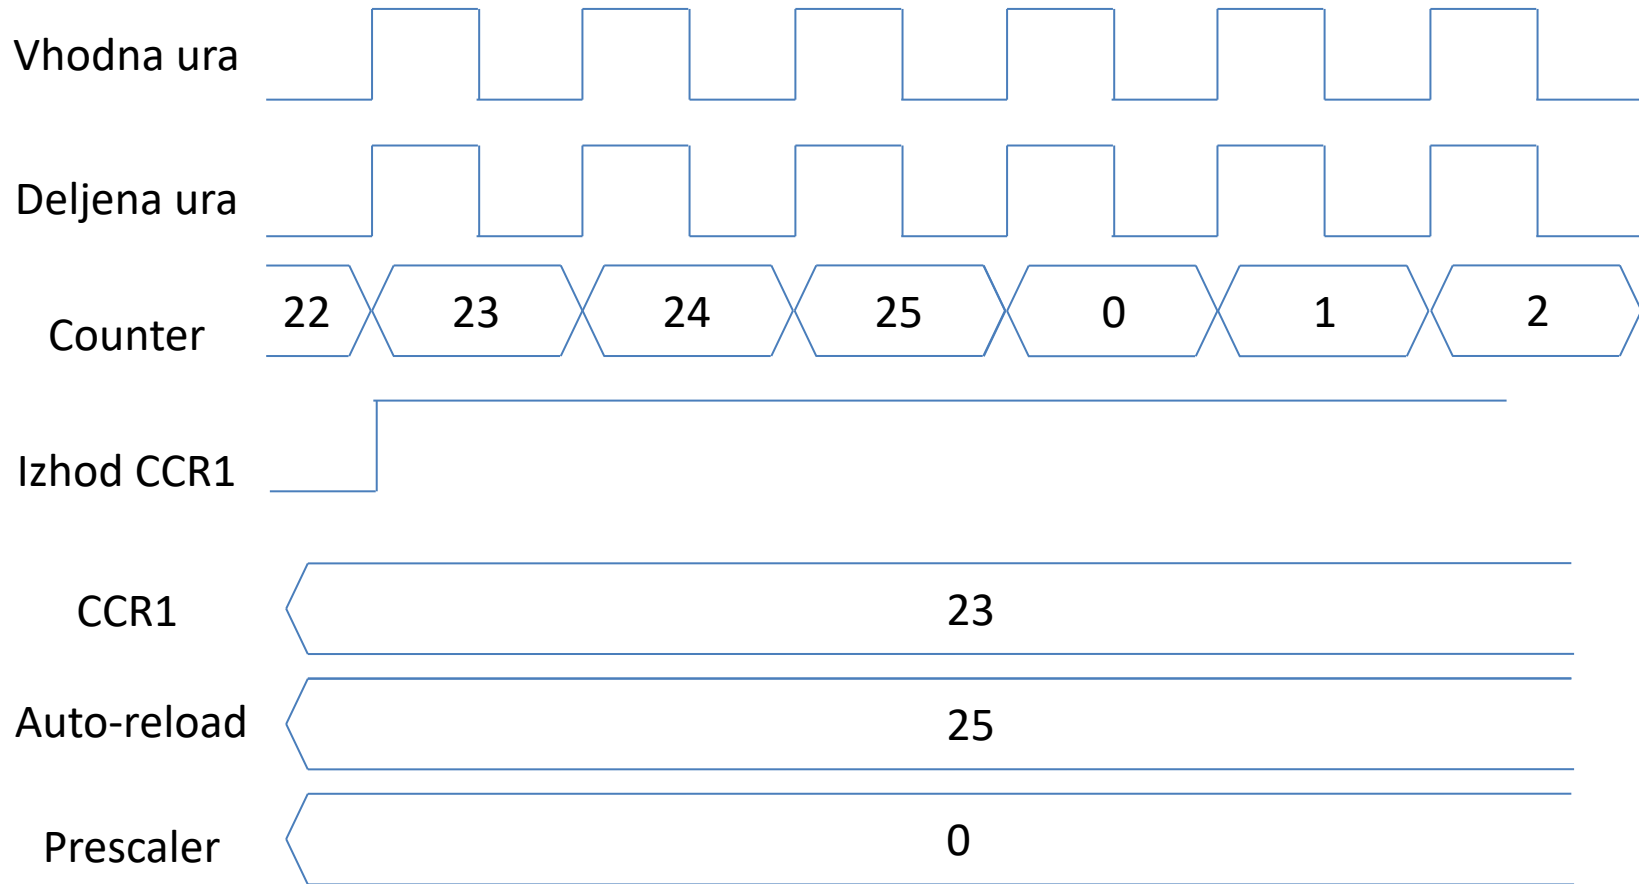 Vhodna ura
Deljena ura
Counter 22 23 24 25 0 1 2
Izhod CCR1
CCR1 23
Auto-reload 25
Prescaler 0